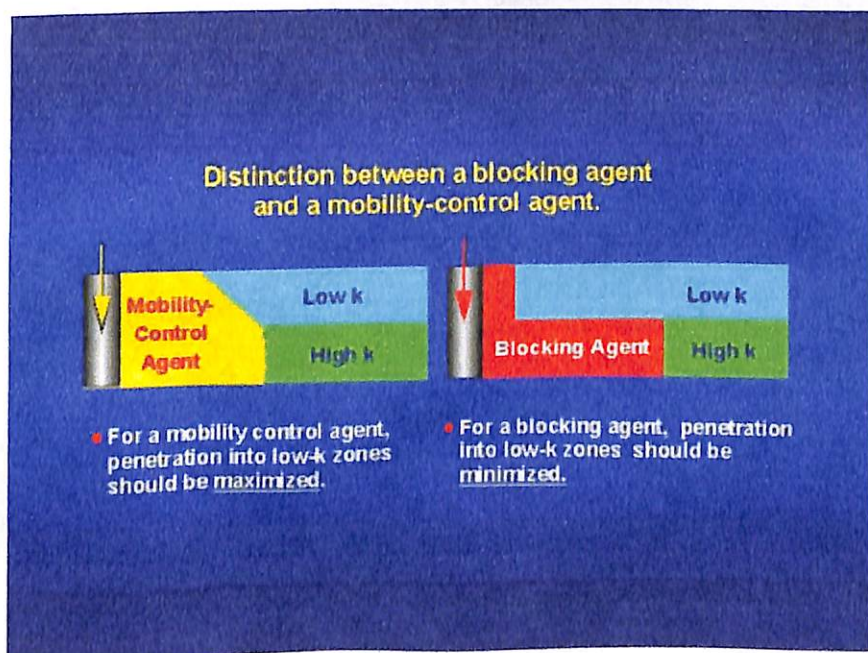 Distinction between a blocking agent
and a mobility-control agent.
Mobility-
Control
Agent
Low k
High k
Low k
Blocking Agent
High k
• For a mobility control agent,
penetration into low-k zones
should be maximized.
• For a blocking agent, penetration
into low-k zones should be
minimized.